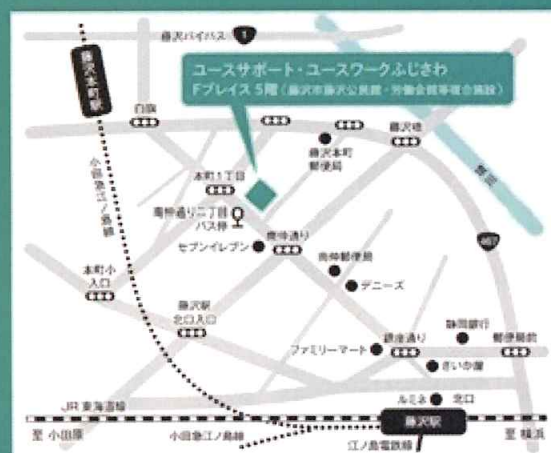 藤沢バイパス
1
藤沢本町駅
ユースサポート・ユースワークふじさわ
Fプレイス 5階（藤沢市藤沢公民館・労働会館等複合施設）
白旗
藤沢橋
藤沢本町
郵便局
境川
小田急江ノ島線
本町1丁目
南仲通り二丁目
バス停
セブンイレブン
南仲通り
467
南仲郵便局
デニーズ
本町小
入口
藤沢駅
北口入口
静岡銀行
銀座通り
郵便局前
ファミリーマート
さいか屋
ルミネ
北口
JR東海道線
藤沢駅
至 小田原
小田急江ノ島線
江ノ島電鉄線
至 横浜